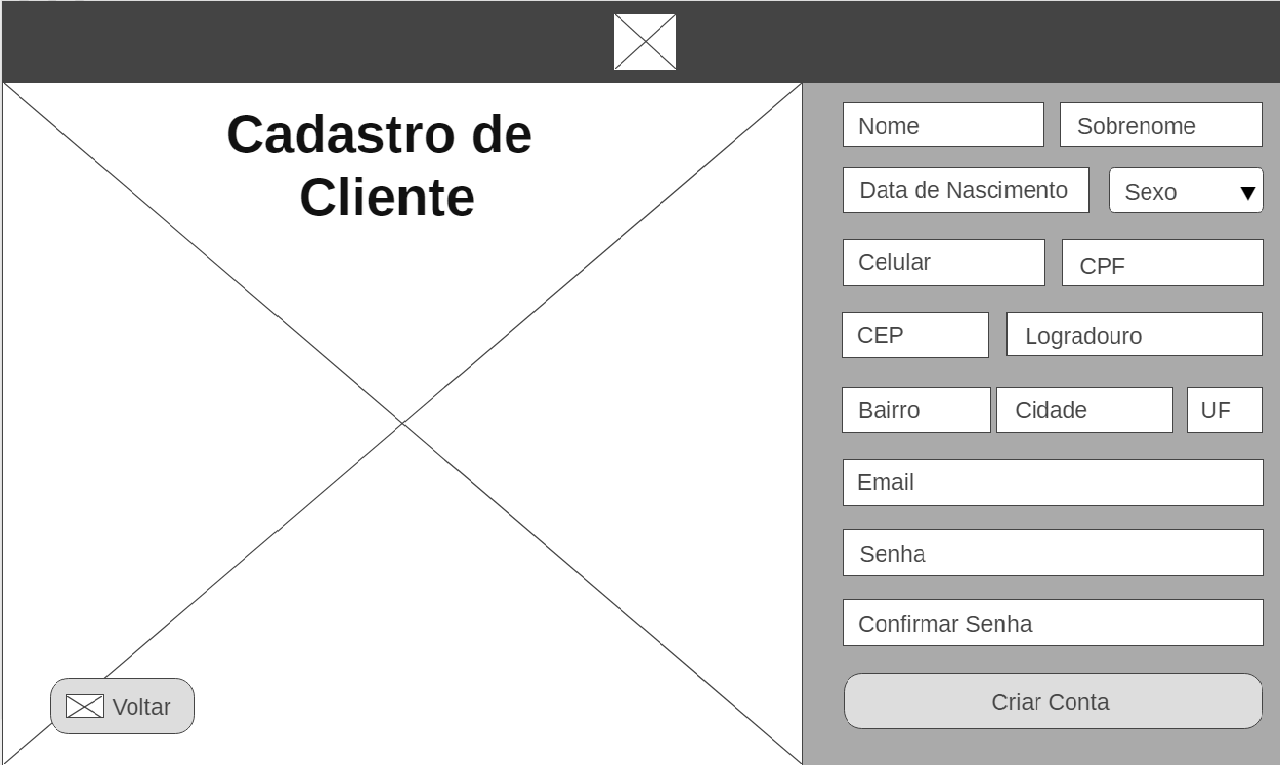 Cadastro de
Cliente
Voltar
Nome
Sobrenome
Data de Nascimento
Sexo
Celular
CPF
CEP
Logradouro
Bairro
Cidade
UF
Email
Senha
Confirmar Senha
Criar Conta